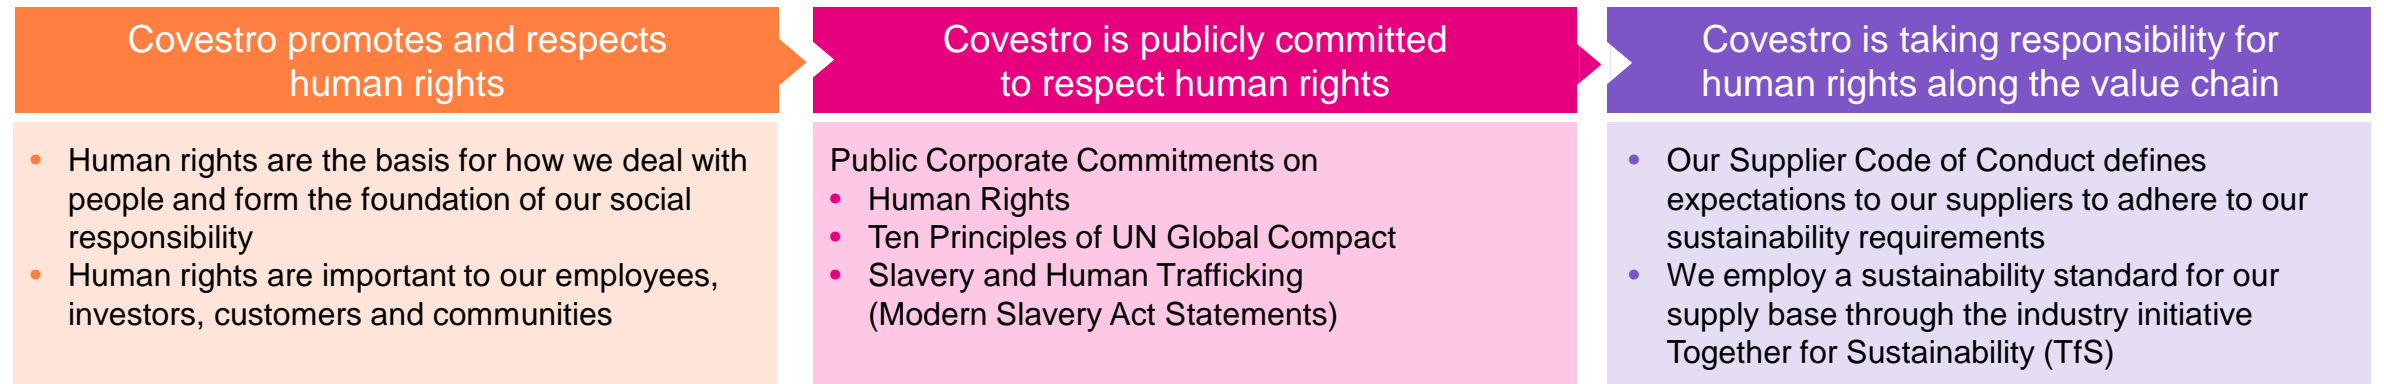 Covestro promotes and respects
human rights
• Human rights are the basis for how we deal with
people and form the foundation of our social
responsibility
• Human rights are important to our employees,
investors, customers and communities
Covestro is publicly committed
to respect human rights
Public Corporate Commitments on
• Human Rights
• Ten Principles of UN Global Compact
• Slavery and Human Trafficking
(Modern Slavery Act Statements)
Covestro is taking responsibility for
human rights along the value chain
• Our Supplier Code of Conduct defines
expectations to our suppliers to adhere to our
sustainability requirements
• We employ a sustainability standard for our
supply base through the industry initiative
Together for Sustainability (TfS)